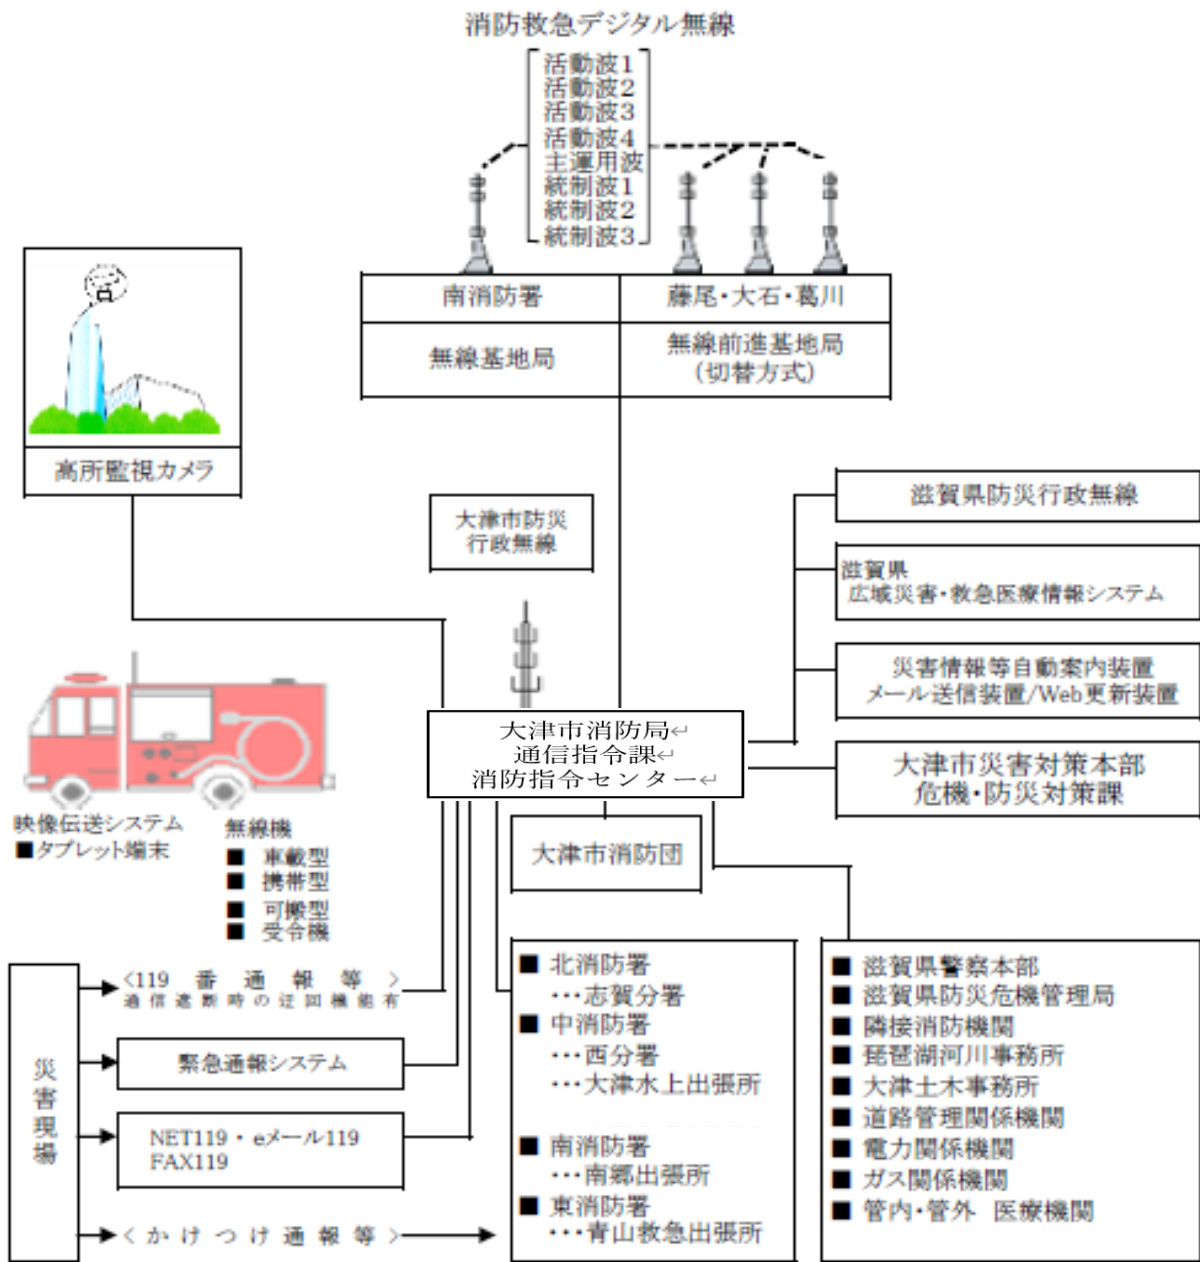 消防救急デジタル無線
活動波1
活動波2
活動波3
活動波4
主運用波
統制波1
統制波2
統制波3
南消防署
藤尾・大石・葛川
無線基地局
無線前進基地局
(切替方式)
高所監視カメラ
大津市防災
行政無線
滋賀県防災行政無線
滋賀県
広域災害・救急医療情報システム
災害情報等自動案内装置
メール送信装置/Web更新装置
大津市災害対策本部
危機・防災対策課
大津市消防局↵
通信指令課↵
消防指令センター↵
大津市消防団
映像伝送システム
■タブレット端末
無線機
■ 車載型
■ 携帯型
■ 可搬型
■ 受令機
災害現場
<119番通報等>
通信遮断時の迂回機能有
緊急通報システム
NET119・eメール119
FAX119
<かけつけ通報等>
■ 北消防署
…志賀分署
■ 中消防署
…西分署
…大津水上出張所
■ 南消防署
…南郷出張所
■ 東消防署
…青山救急出張所
■ 滋賀県警察本部
■ 滋賀県防災危機管理局
■ 隣接消防機関
■ 琵琶湖河川事務所
■ 大津土木事務所
■ 道路管理関係機関
■ 電力関係機関
■ ガス関係機関
■ 管内・管外 医療機関